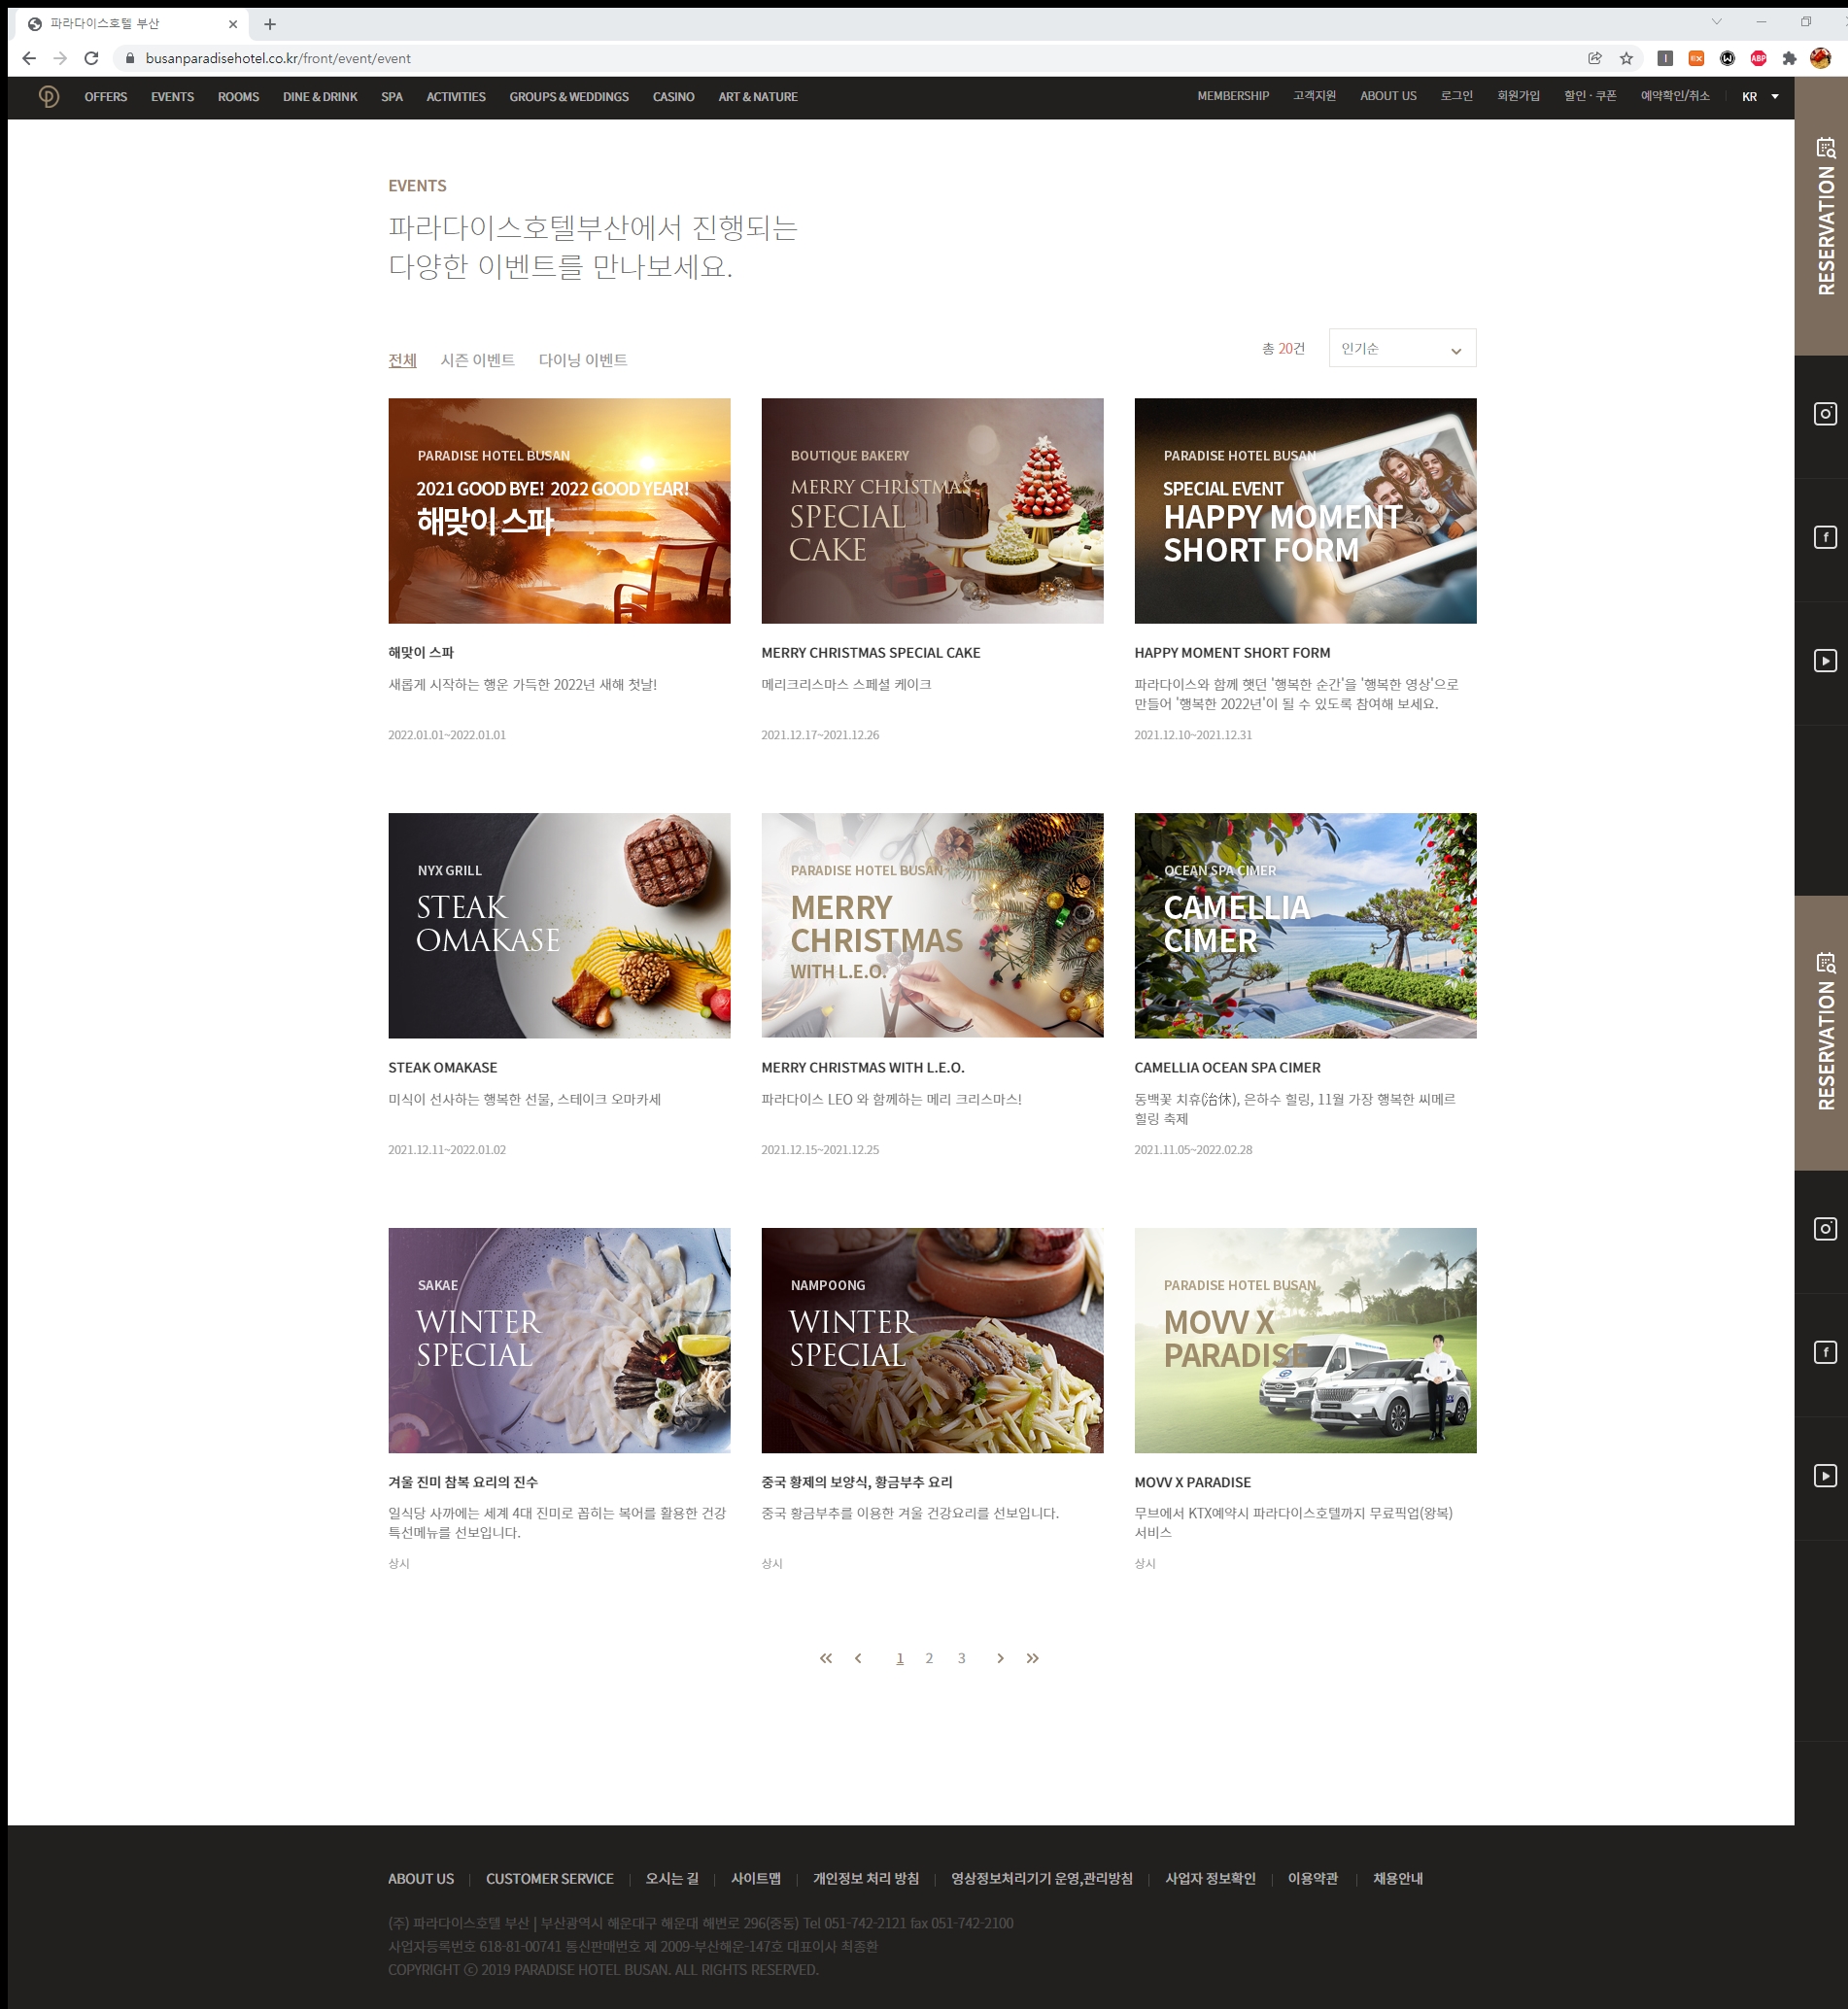 파라다이스호텔 부산
busanparadisehotel.co.kr/front/event/event
OFFERS EVENTS ROOMS DINE & DRINK SPA ACTIVITIES GROUPS & WEDDINGS CASINO ART & NATURE
MEMBERSHIP 고객지원 ABOUT US 로그인 회원가입 할인 · 쿠폰 예약확인/취소 KR
RESERVATION
EVENTS
파라다이스호텔부산에서 진행되는
다양한 이벤트를 만나보세요.
전체 시즌 이벤트 다이닝 이벤트
총 20건 인기순
PARADISE HOTEL BUSAN
2021 GOOD BYE! 2022 GOOD YEAR!
해맞이 스파
BOUTIQUE BAKERY
MERRY CHRISTMAS
SPECIAL
CAKE
PARADISE HOTEL BUSAN
SPECIAL EVENT
HAPPY MOMENT
SHORT FORM
해맞이 스파
새롭게 시작하는 행운 가득한 2022년 새해 첫날!
2022.01.01~2022.01.01
MERRY CHRISTMAS SPECIAL CAKE
메리크리스마스 스페셜 케이크
2021.12.17~2021.12.26
HAPPY MOMENT SHORT FORM
파라다이스와 함께 햇던 '행복한 순간'을 '행복한 영상'으로
만들어 '행복한 2022년'이 될 수 있도록 참여해 보세요.
2021.12.10~2021.12.31
NYX GRILL
STEAK
OMAKASE
PARADISE HOTEL BUSAN
MERRY
CHRISTMAS
WITH L.E.O.
OCEAN SPA CIMER
CAMELLIA
CIMER
STEAK OMAKASE
미식이 선사하는 행복한 선물, 스테이크 오마카세
2021.12.11~2022.01.02
MERRY CHRISTMAS WITH L.E.O.
파라다이스 LEO 와 함께하는 메리 크리스마스!
2021.12.15~2021.12.25
CAMELLIA OCEAN SPA CIMER
동백꽃 치휴(治休), 은하수 힐링, 11월 가장 행복한 씨메르
힐링 축제
2021.11.05~2022.02.28
RESERVATION
SAKAE
WINTER
SPECIAL
NAMPOONG
WINTER
SPECIAL
PARADISE HOTEL BUSAN
MOVV X
PARADISE
겨울 진미 참복 요리의 진수
일식당 사까에는 세계 4대 진미로 꼽히는 복어를 활용한 건강
특선메뉴를 선보입니다.
상시
중국 황제의 보양식, 황금부추 요리
중국 황금부추를 이용한 겨울 건강요리를 선보입니다.
상시
MOVV X PARADISE
무브에서 KTX예약시 파라다이스호텔까지 무료픽업(왕복)
서비스
상시
1 2 3
ABOUT US | CUSTOMER SERVICE | 오시는 길 | 사이트맵 | 개인정보 처리 방침 | 영상정보처리기기 운영,관리방침 | 사업자 정보확인 | 이용약관 | 채용안내
(주) 파라다이스호텔 부산 | 부산광역시 해운대구 해운대 해변로 296(중동) Tel 051-742-2121 fax 051-742-2100
사업자등록번호 618-81-00741 통신판매번호 제 2009-부산해운-147호 대표이사 최종환
COPYRIGHT ⓒ 2019 PARADISE HOTEL BUSAN. ALL RIGHTS RESERVED.